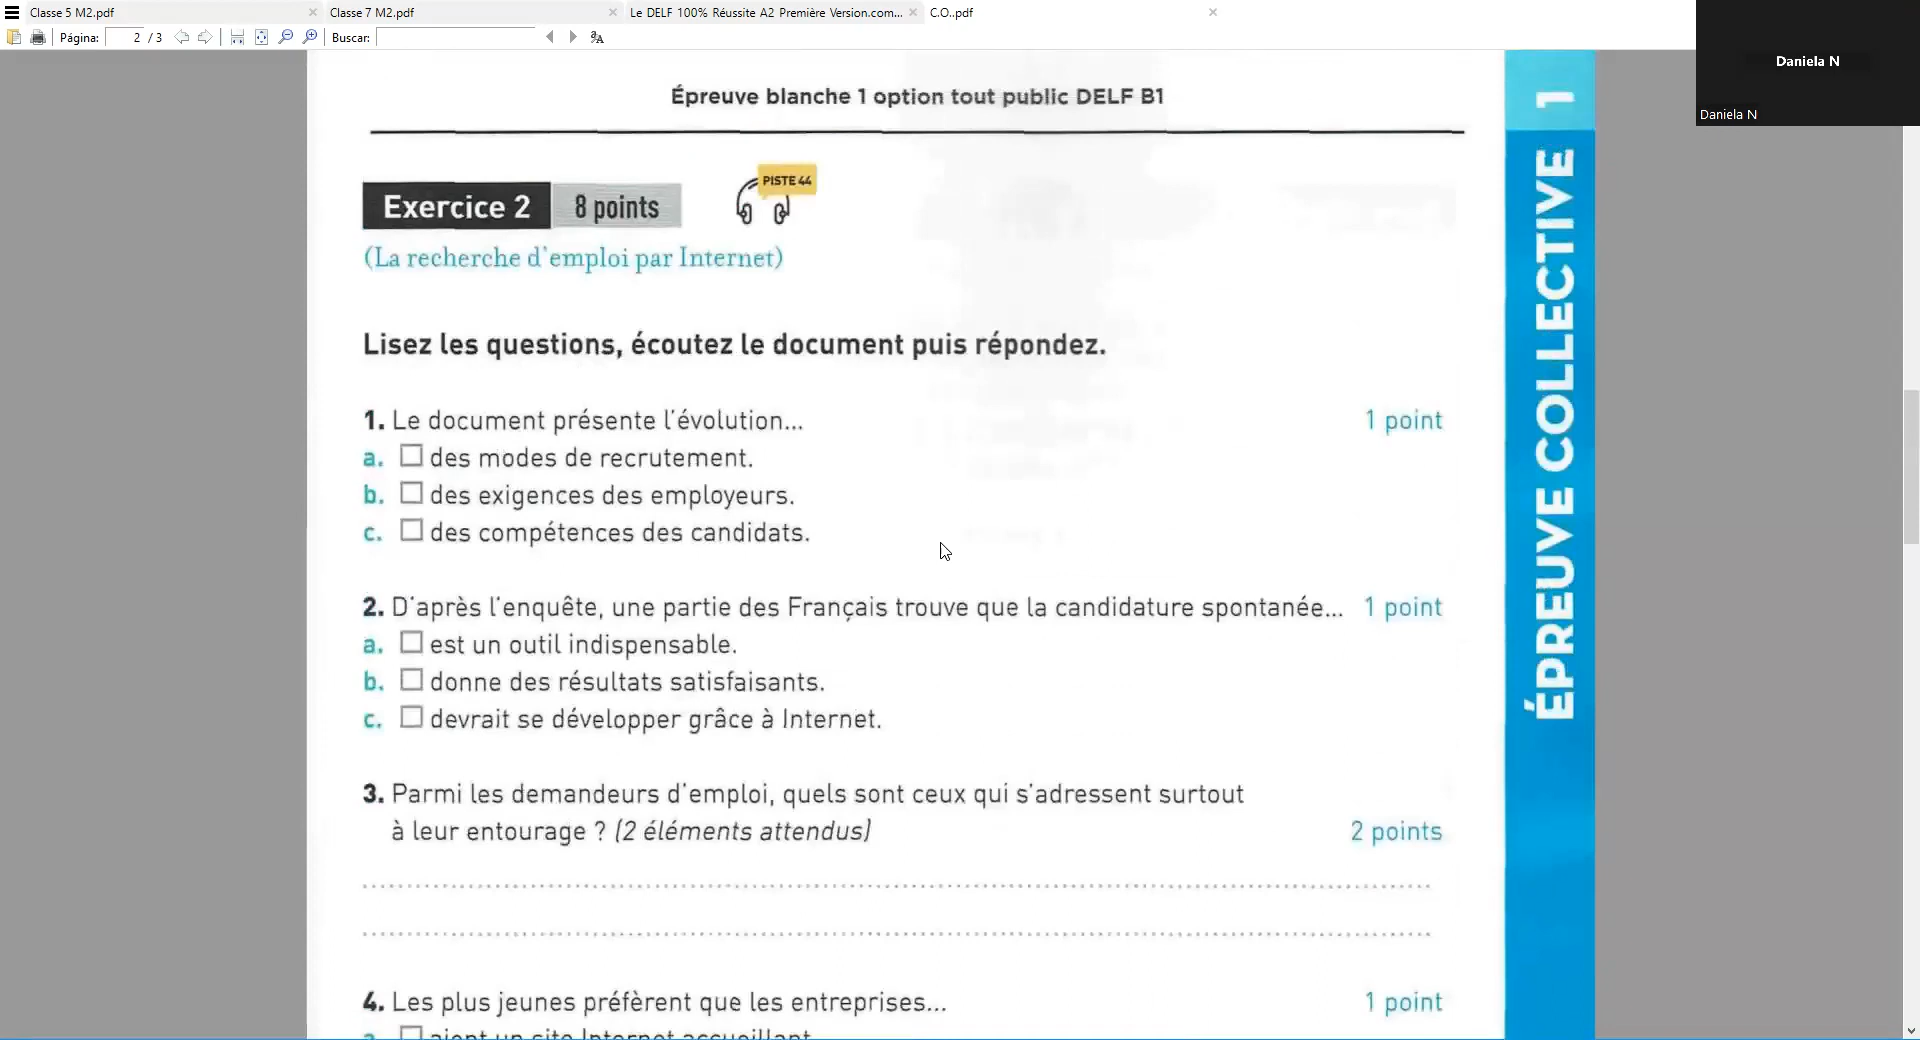 Classe 5 M2.pdf
Classe 7 M2.pdf
Le DELF 100% Réussite A2 Première Version.com...
C.O..pdf
Página: 2 / 3
Buscar:
Daniela N
Daniela N
Épreuve blanche 1 option tout public DELF B1
1
ÉPREUVE COLLECTIVE
Exercice 2 8 points
PISTE 44
(La recherche d'emploi par Internet)
Lisez les questions, écoutez le document puis répondez.
1. Le document présente l'évolution... 1 point
a. des modes de recrutement.
b. des exigences des employeurs.
c. des compétences des candidats.
2. D'après l'enquête, une partie des Français trouve que la candidature spontanée... 1 point
a. est un outil indispensable.
b. donne des résultats satisfaisants.
c. devrait se développer grâce à Internet.
3. Parmi les demandeurs d'emploi, quels sont ceux qui s'adressent surtout
à leur entourage ? (2 éléments attendus) 2 points
4. Les plus jeunes préfèrent que les entreprises... 1 point
a. aient un site Internet accueillant